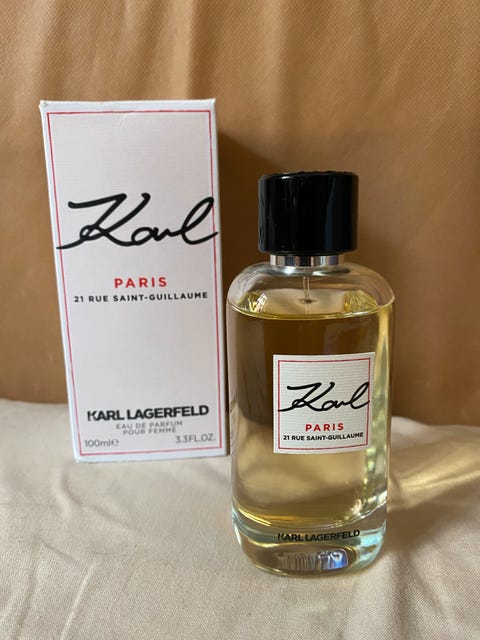 Karl
PARIS
21 RUE SAINT-GUILLAUME
KARL LAGERFELD
EAU DE PARFUM
POUR FEMME
100ml℮ 3.3FL.OZ.
Karl
PARIS
21 RUE SAINT-GUILLAUME
KARL LAGERFELD